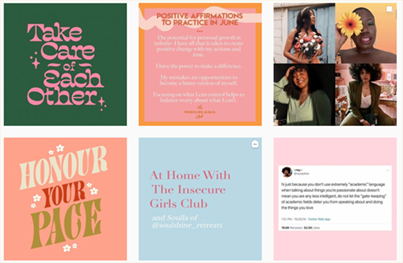 Take
Care
of
Each
Other
POSITIVE AFFIRMATIONS
TO PRACTICE IN JUNE
The potential for personal growth is
infinite. I have all that it takes to create
positive change with my actions and
I have the power to make a difference.
My mistakes are opportunities to
become a better version of myself.
Focusing on what I can control helps to
balance worry about what I can't.
HONOUR
YOUR
PACE
At Home With
The Insecure
Girls Club
and Soulla of
@soulshine_retreats
hi just because you don't use extremely "academic" language
when talking about things you're passionate about doesn't
mean you are any less intelligent, do not let the "gate-keeping"
of academic fields deter you from speaking about and doing
the things you love